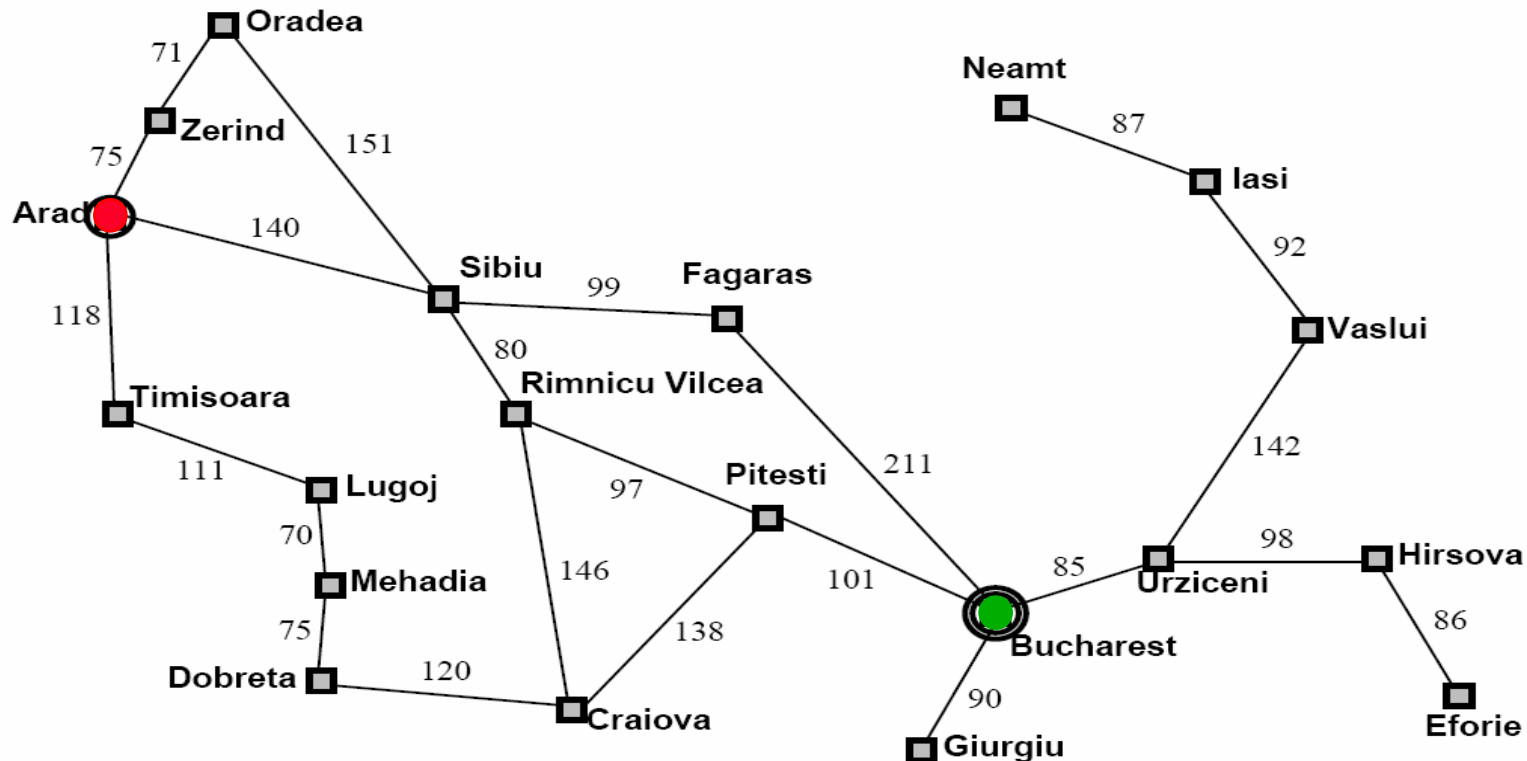 Oradea
71
Neamt
87
Zerind
151
75
Iasi
Arad
140
92
Sibiu
Fagaras
99
118
Vaslui
80
Rimnicu Vilcea
Timisoara
142
111
211
Pitesti
Lugoj
97
70
98
Hirsova
146
101
85
Urziceni
Mehadia
75
138
86
Bucharest
Dobreta
120
90
Craiova
Eforie
Giurgiu